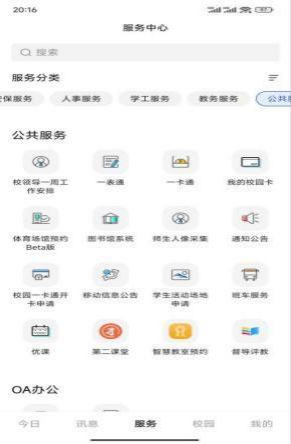 20:16
服务中心
搜索
服务分类
保服务 人事服务 学工服务 教务服务 公共
公共服务
校领导一周工作安排 一表通 一卡通 我的校园卡
体育场馆预约Beta版 图书馆系统 师生人像采集 通知公告
校园一卡通开卡申请 移动信息公告 学生活动场地申请 班车服务
优课 第二课堂 智慧教室预约 督导评教
OA办公
今日 讯息 服务 校园 我的